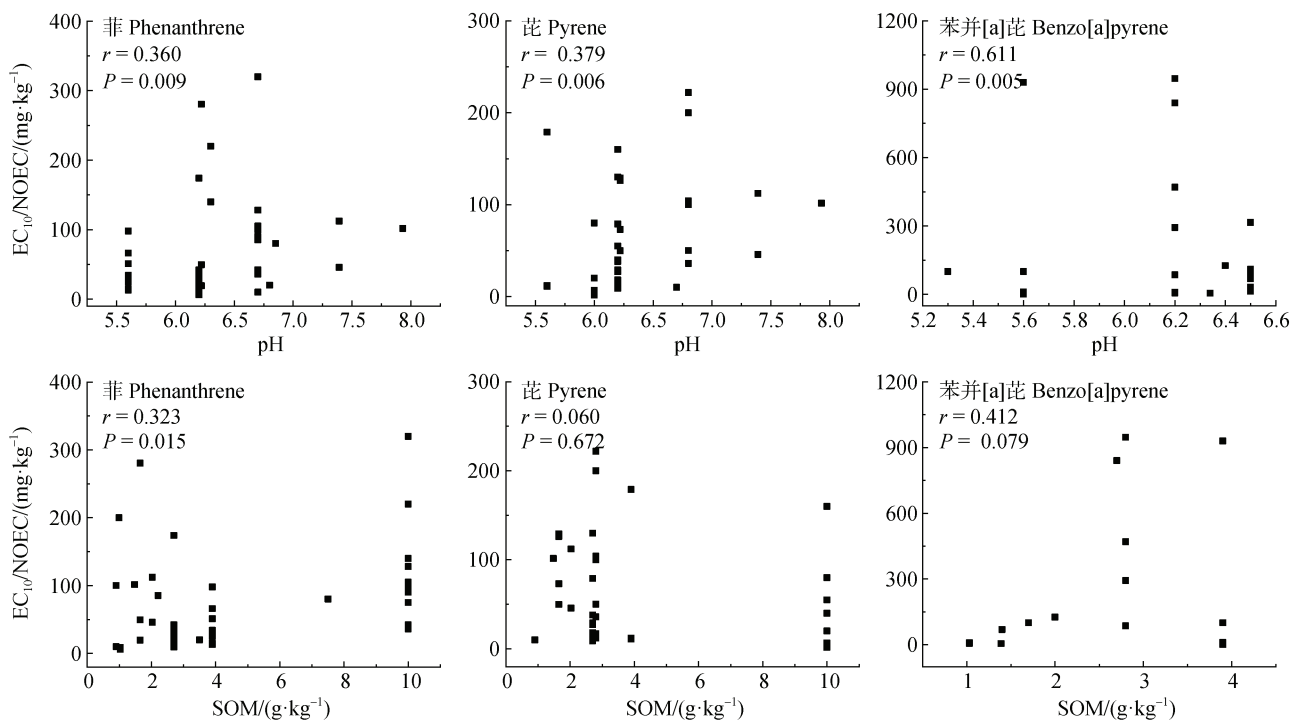 菲 Phenanthrene
r = 0.360
P = 0.009
400
300
200
100
0
5.5 6.0 6.5 7.0 7.5 8.0
pH
EC₁₀/NOEC/(mg·kg⁻¹)
芘 Pyrene
r = 0.379
P = 0.006
300
200
100
0
5.5 6.0 6.5 7.0 7.5 8.0
pH
苯并[a]芘 Benzo[a]pyrene
r = 0.611
P = 0.005
1200
900
600
300
0
5.2 5.4 5.6 5.8 6.0 6.2 6.4 6.6
pH
菲 Phenanthrene
r = 0.323
P = 0.015
400
300
200
100
0
0 2 4 6 8 10
SOM/(g·kg⁻¹)
EC₁₀/NOEC/(mg·kg⁻¹)
芘 Pyrene
r = 0.060
P = 0.672
300
200
100
0
0 2 4 6 8 10
SOM/(g·kg⁻¹)
苯并[a]芘 Benzo[a]pyrene
r = 0.412
P = 0.079
1200
900
600
300
0
1 2 3 4
SOM/(g·kg⁻¹)